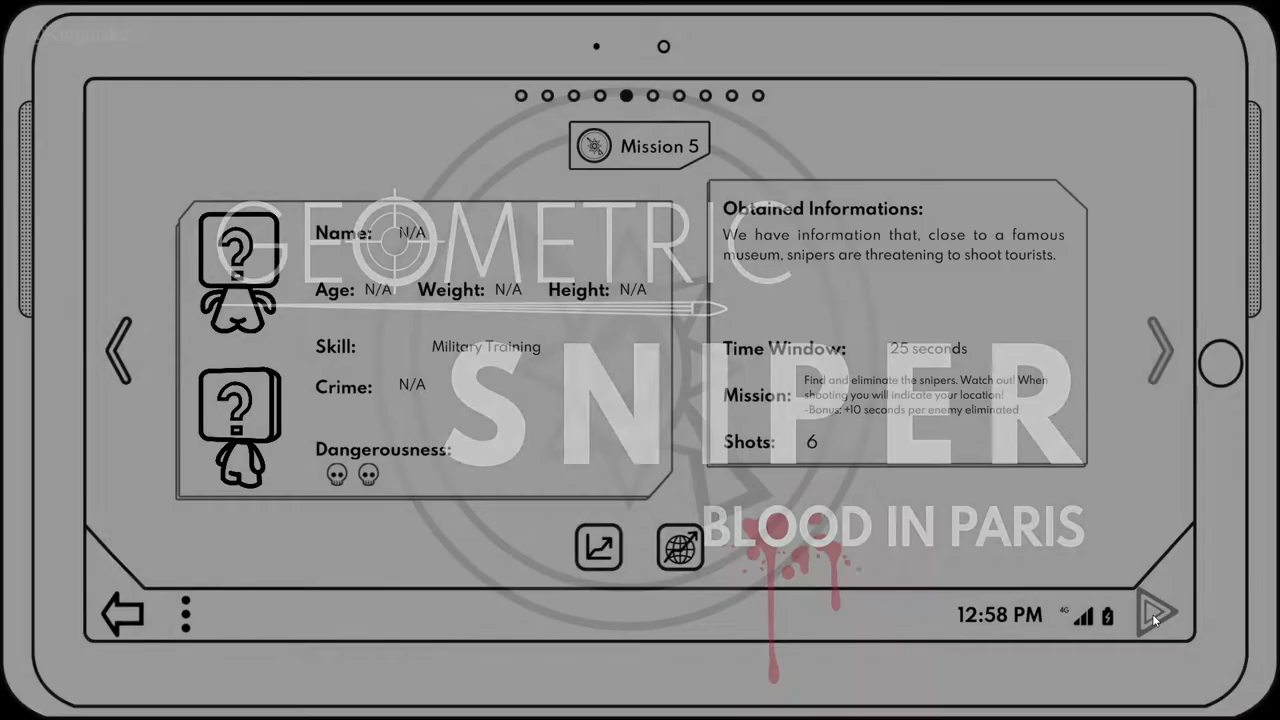 Mission 5
GEOMETRIC
SNIPER
BLOOD IN PARIS
Name: N/A
Age: N/A Weight: N/A Height: N/A
Skill: Military Training
Crime: N/A
Dangerousness:
Obtained Informations:
We have information that, close to a famous
museum, snipers are threatening to shoot tourists.
Time Window: 25 seconds
Mission: Find and eliminate the snipers. Watch out! When
shooting you will indicate your location!
-Bonus: +10 seconds per enemy eliminated
Shots: 6
12:58 PM 4G